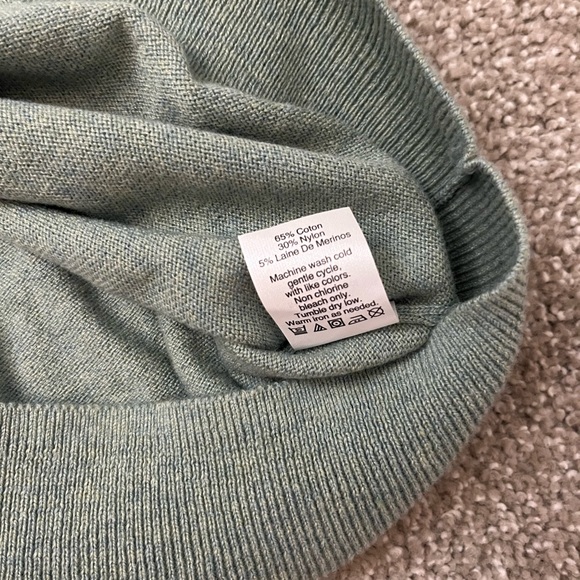 65% Coton
30% Nylon
5% Laine De Merinos
Machine wash cold
gentle cycle,
with like colors.
Non chlorine
bleach only.
Tumble dry low.
Warm iron as needed.